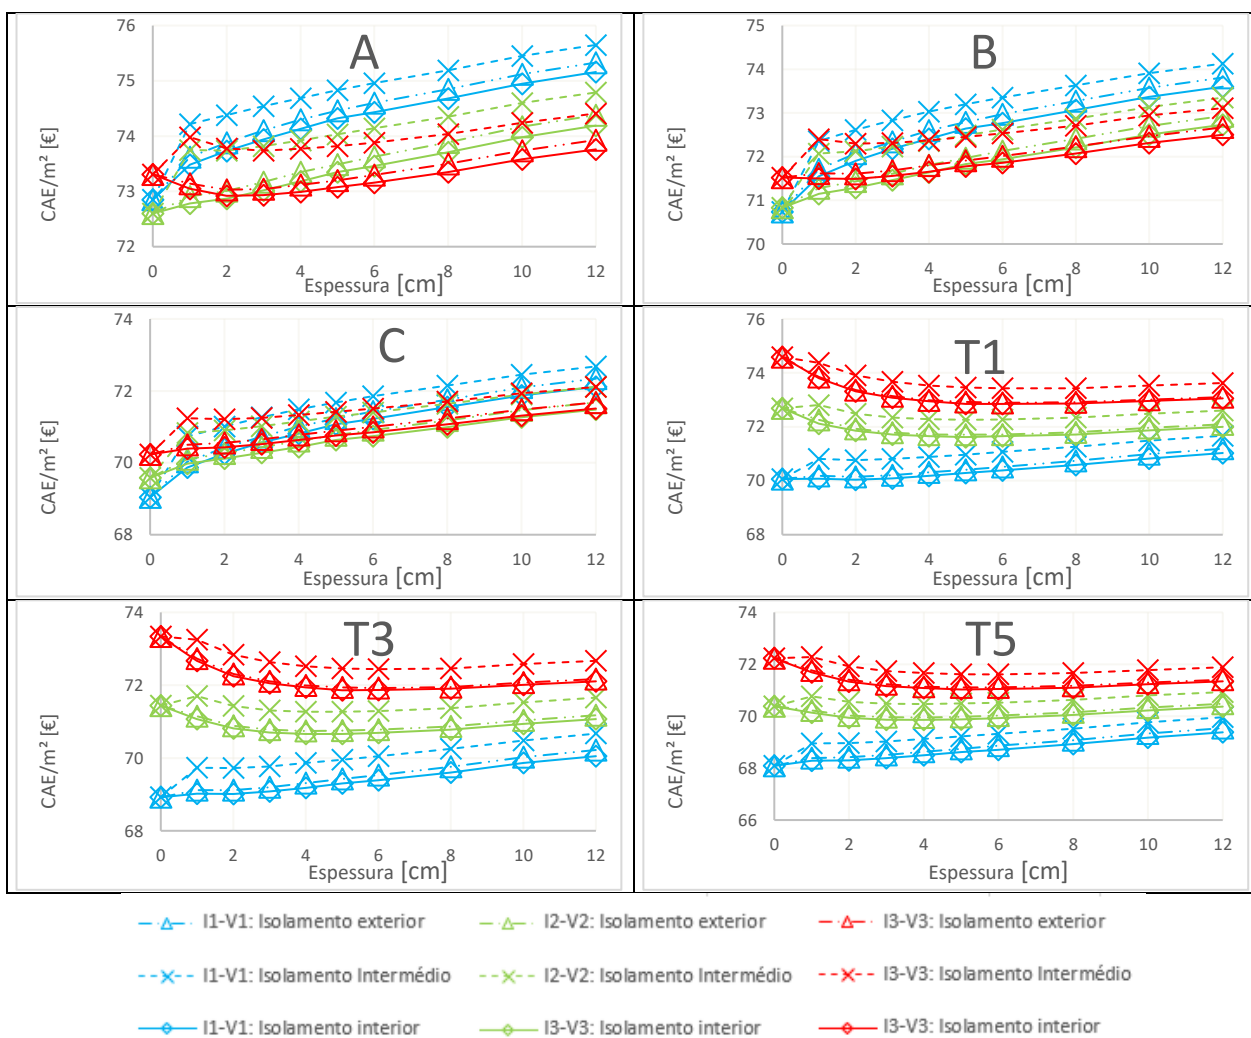 A
CAE/m² [€]
76
75
74
73
72
0 2 4 6 8 10 12
Espessura [cm]
B
CAE/m² [€]
75
74
73
72
71
70
0 2 4 6 8 10 12
Espessura [cm]
C
CAE/m² [€]
74
72
70
68
0 2 4 6 8 10 12
Espessura [cm]
T1
CAE/m² [€]
76
74
72
70
68
0 2 4 6 8 10 12
Espessura [cm]
T3
CAE/m² [€]
74
72
70
68
0 2 4 6 8 10 12
Espessura [cm]
T5
CAE/m² [€]
74
72
70
68
66
0 2 4 6 8 10 12
Espessura [cm]
I1-V1: Isolamento exterior I2-V2: Isolamento exterior I3-V3: Isolamento exterior
I1-V1: Isolamento Intermédio I2-V2: Isolamento Intermédio I3-V3: Isolamento Intermédio
I1-V1: Isolamento interior I3-V3: Isolamento interior I3-V3: Isolamento interior